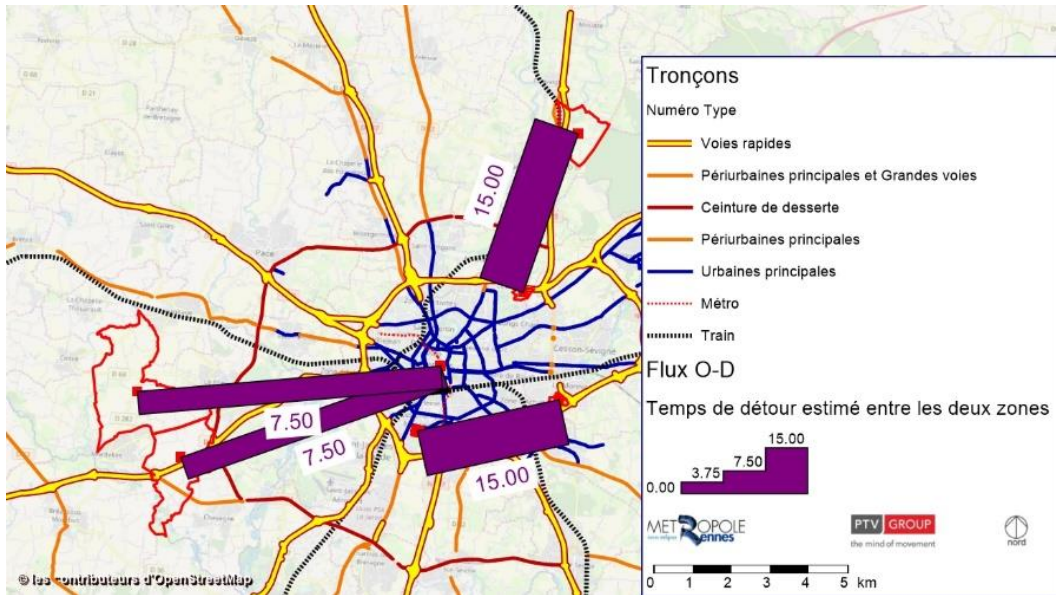 15.00
7.50
7.50
15.00
Pacé
Cesson-Sévigné
© les contributeurs d'OpenStreetMap
Tronçons
Numéro Type
Voies rapides
Périurbaines principales et Grandes voies
Ceinture de desserte
Périurbaines principales
Urbaines principales
Métro
Train
Flux O-D
Temps de détour estimé entre les deux zones
15.00
7.50
3.75
0.00
METROPOLE
Rennes
PTV GROUP
the mind of movement
nord
0 1 2 3 4 5 km